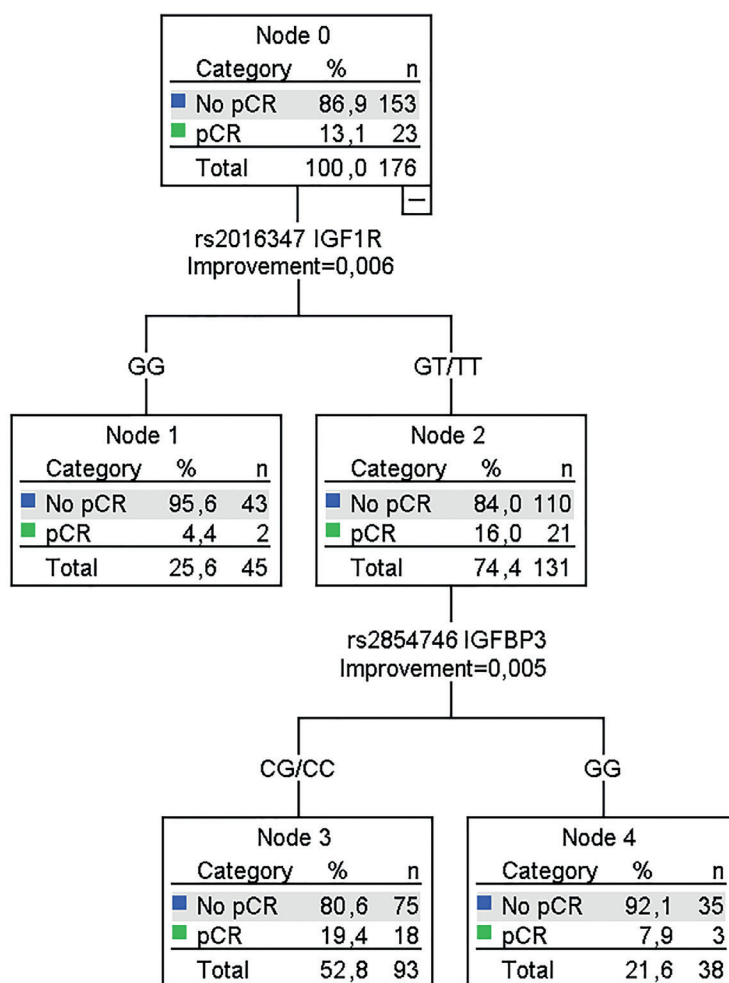 Node 0
Category % n
No pCR 86,9 153
pCR 13,1 23
Total 100,0 176
rs2016347 IGF1R
Improvement=0,006
GG
GT/TT
Node 1
Category % n
No pCR 95,6 43
pCR 4,4 2
Total 25,6 45
Node 2
Category % n
No pCR 84,0 110
pCR 16,0 21
Total 74,4 131
rs2854746 IGFBP3
Improvement=0,005
CG/CC
GG
Node 3
Category % n
No pCR 80,6 75
pCR 19,4 18
Total 52,8 93
Node 4
Category % n
No pCR 92,1 35
pCR 7,9 3
Total 21,6 38